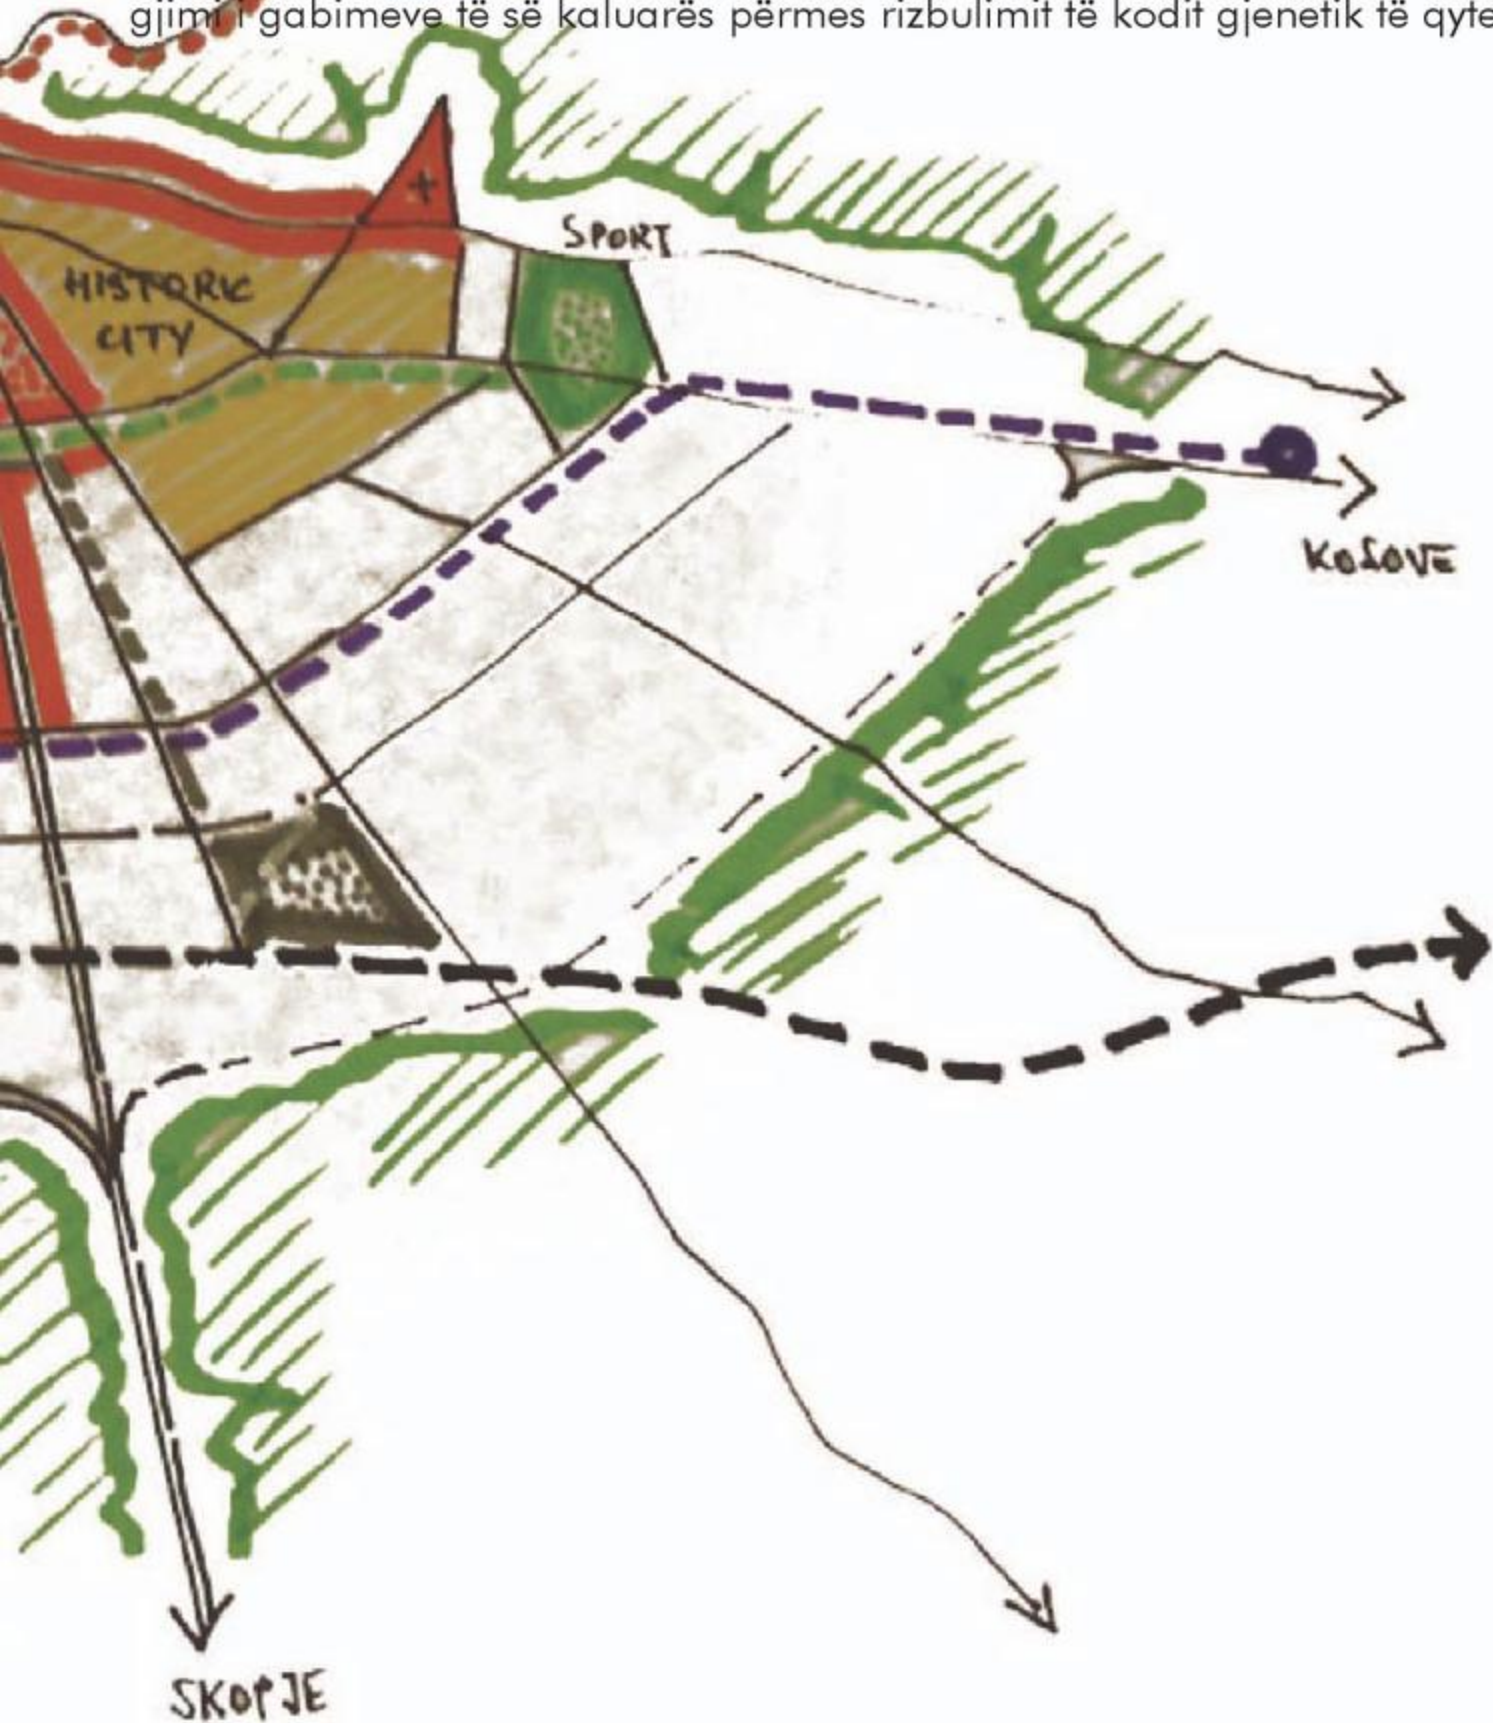 gjimi i gabimeve të së kaluarës përmes rizbulimit të kodit gjenetik të qyte
SPORT
HISTORIC
CITY
KOSOVE
SKOPJE